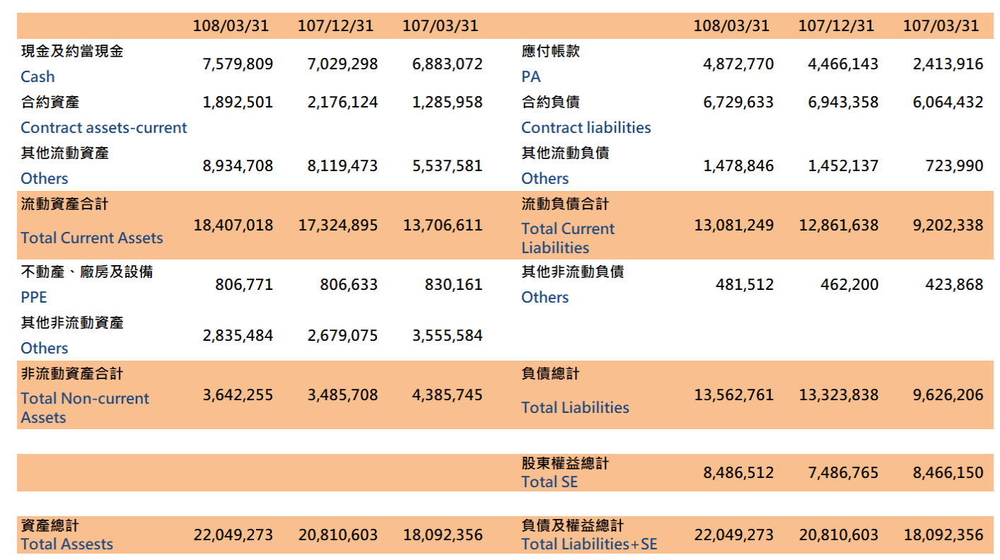 108/03/31 107/12/31 107/03/31 108/03/31 107/12/31 107/03/31
現金及約當現金 應付帳款
7,579,809 7,029,298 6,883,072 4,872,770 4,466,143 2,413,916
Cash PA
合約資產 1,892,501 2,176,124 1,285,958 合約負債 6,729,633 6,943,358 6,064,432
Contract assets-current Contract liabilities
其他流動資產 其他流動負債
8,934,708 8,119,473 5,537,581 1,478,846 1,452,137 723,990
Others Others
流動資產合計 流動負債合計
18,407,018 17,324,895 13,706,611 13,081,249 12,861,638 9,202,338
Total Current Assets Total Current
Liabilities
不動產、廠房及設備 其他非流動負債
806,771 806,633 830,161 481,512 462,200 423,868
PPE Others
其他非流動資產
2,835,484 2,679,075 3,555,584
Others
非流動資產合計 負債總計
3,642,255 3,485,708 4,385,745 13,562,761 13,323,838 9,626,206
Total Non-current Total Liabilities
Assets
股東權益總計
8,486,512 7,486,765 8,466,150
Total SE
資產總計 負債及權益總計
22,049,273 20,810,603 18,092,356 22,049,273 20,810,603 18,092,356
Total Assests Total Liabilities+SE